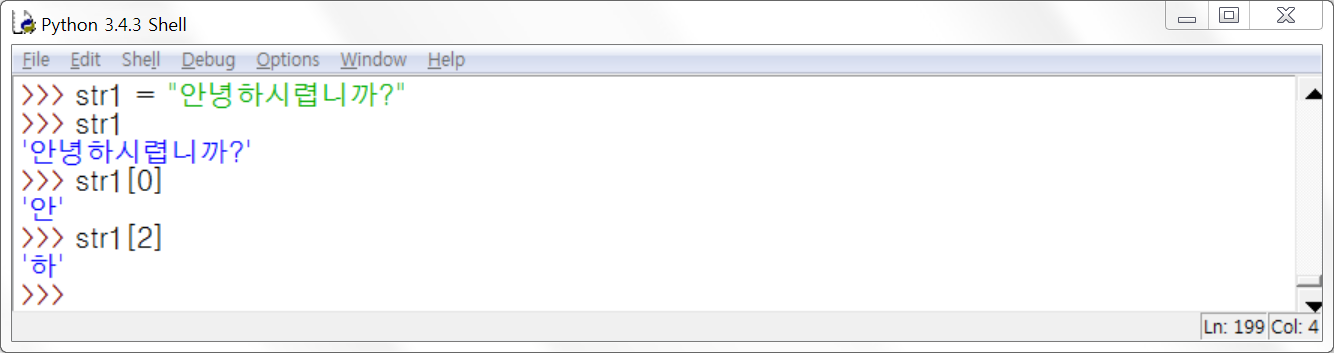 Python 3.4.3 Shell
File Edit Shell Debug Options Window Help
>>> str1 = "안녕하시렵니까?"
>>> str1
'안녕하시렵니까?'
>>> str1[0]
'안'
>>> str1[2]
'하'
>>>
Ln: 199 Col: 4